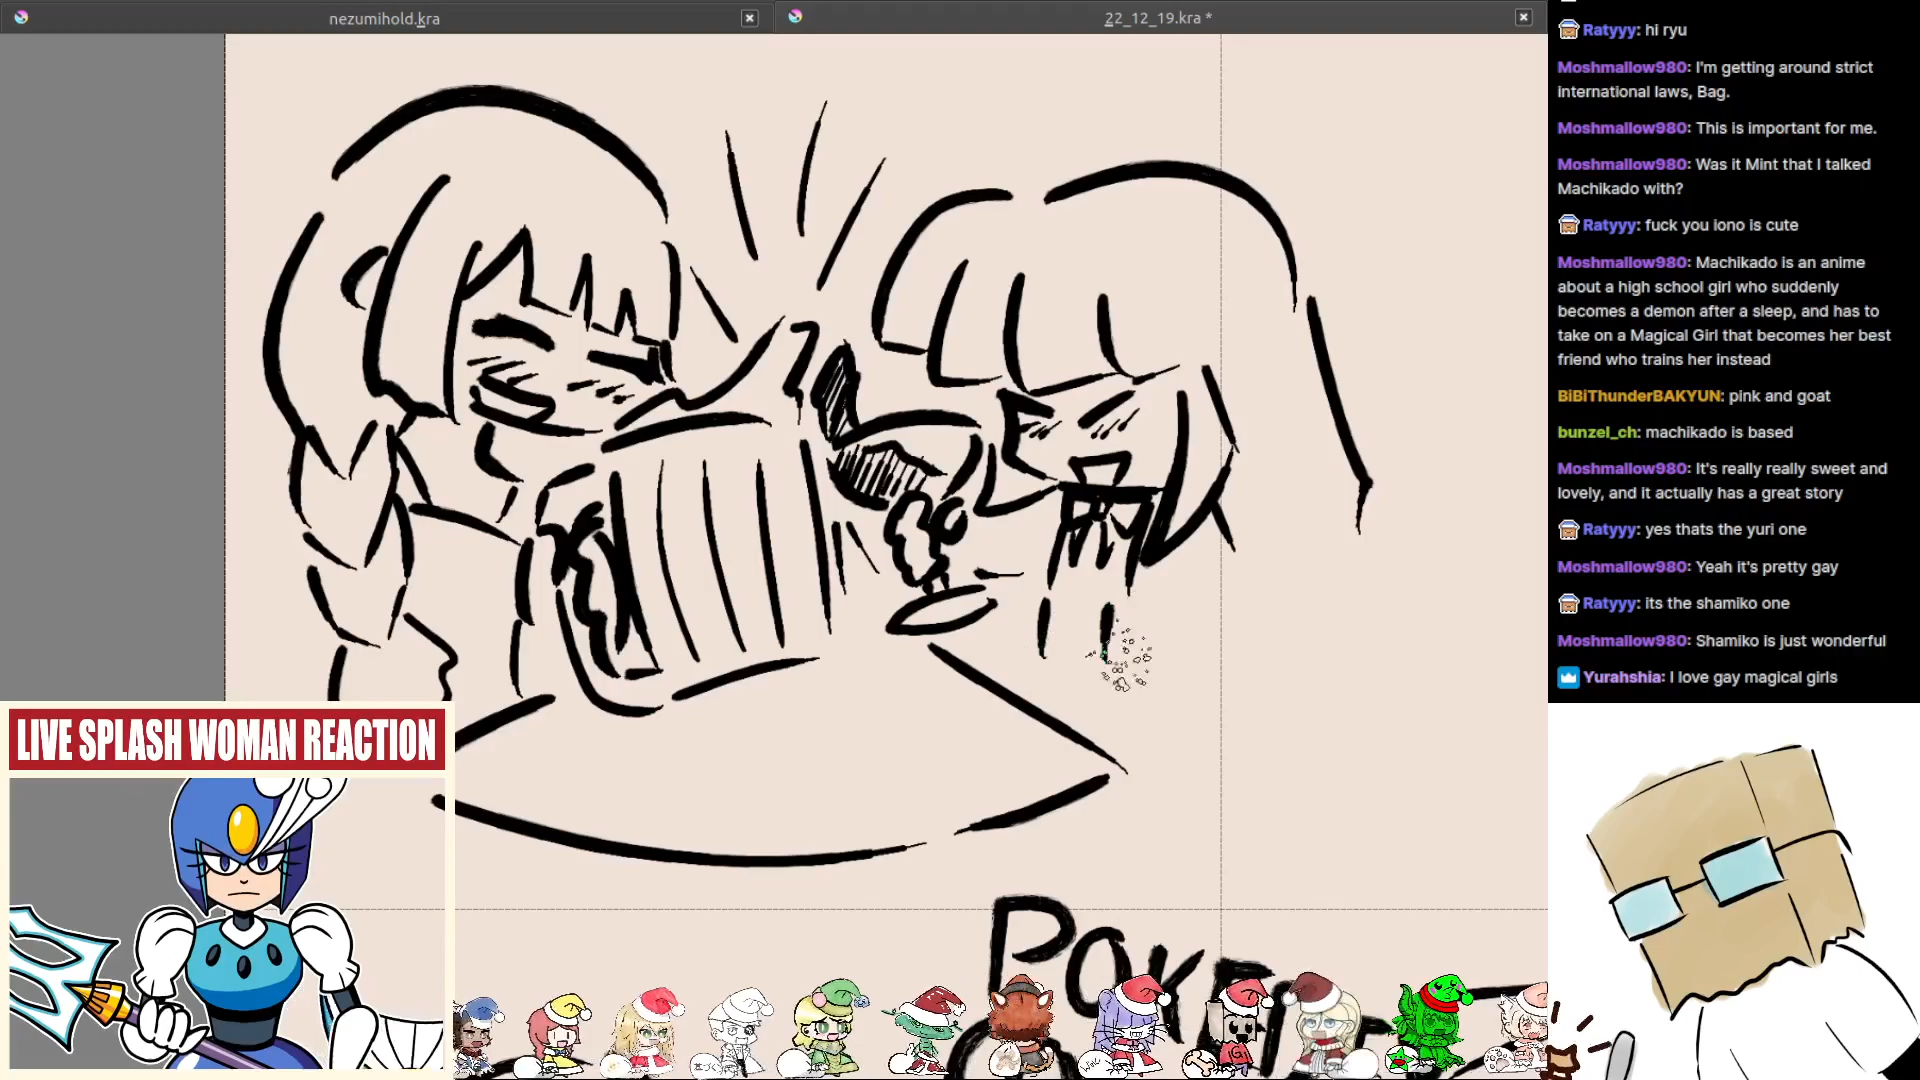 nezumihold.kra
22_12_19.kra *
Ratyyy: hi ryu
Moshmallow980: I'm getting around strict
international laws, Bag.
Moshmallow980: This is important for me.
Moshmallow980: Was it Mint that I talked
Machikado with?
Ratyyy: fuck you iono is cute
Moshmallow980: Machikado is an anime
about a high school girl who suddenly
becomes a demon after a sleep, and has to
take on a Magical Girl that becomes her best
friend who trains her instead
BiBiThunderBAKYUN: pink and goat
bunzel_ch: machikado is based
Moshmallow980: It's really really sweet and
lovely, and it actually has a great story
Ratyyy: yes thats the yuri one
Moshmallow980: Yeah it's pretty gay
Ratyyy: its the shamiko one
Moshmallow980: Shamiko is just wonderful
Yurahshia: I love gay magical girls
LIVE SPLASH WOMAN REACTION